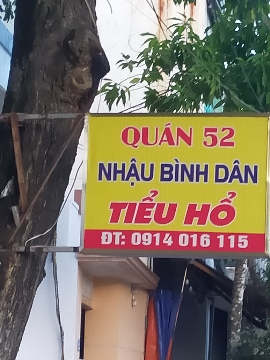 QUÁN 52
NHẬU BÌNH DÂN
TIỂU HỔ
ĐT: 0914 016 115